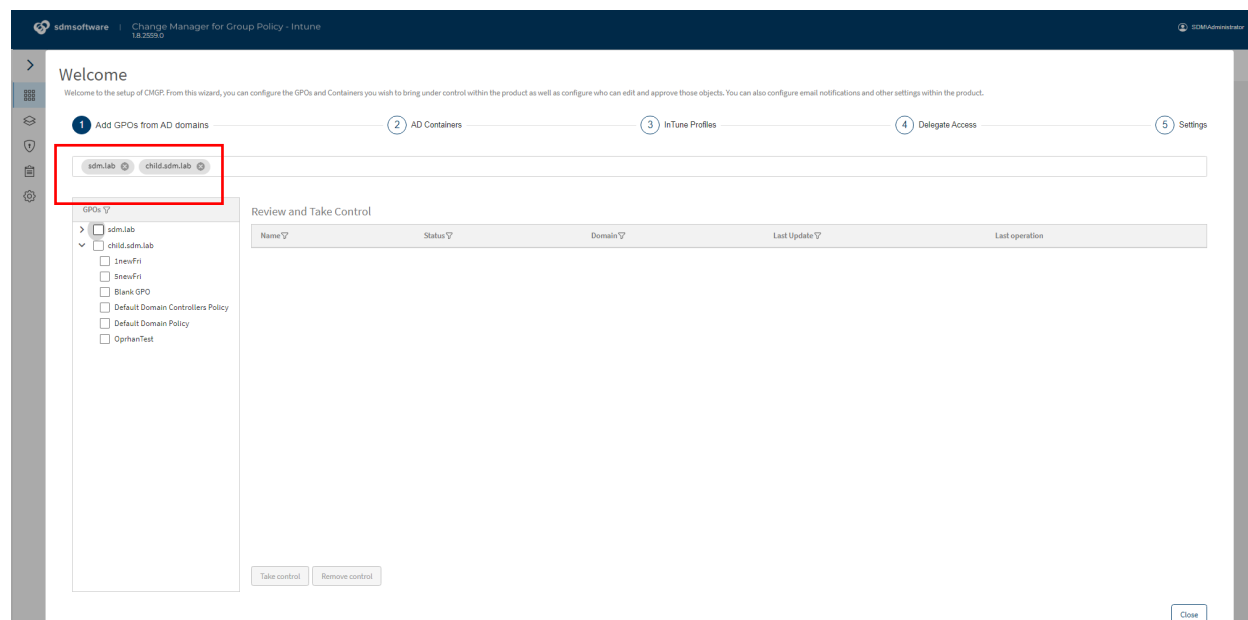 sdmsoftware | Change Manager for Group Policy - Intune
1.8.2559.0
SDM\Administrator
Welcome
Welcome to the setup of CMGP. From this wizard, you can configure the GPOs and Containers you wish to bring under control within the product as well as configure who can edit and approve those objects. You can also configure email notifications and other settings within the product.
1 Add GPOs from AD domains
2 AD Containers
3 InTune Profiles
4 Delegate Access
5 Settings
sdm.lab child.adm.lab
GPOs
sdm.lab
child.sdm.lab
1newFri
5newFri
Blank GPO
Default Domain Controllers Policy
Default Domain Policy
OprhanTest
Review and Take Control
Name Status Domain Last Update Last operation
Take control Remove control
Close